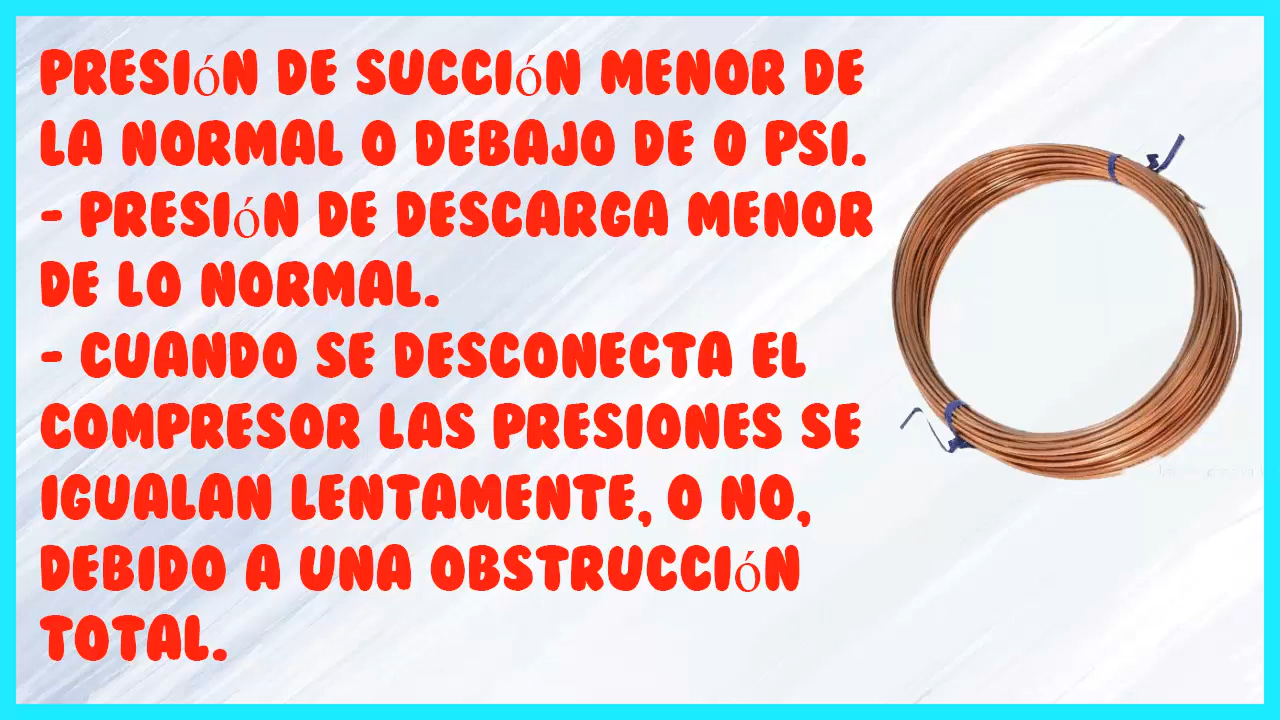 PRESIóN DE SUCCIóN MENOR DE
LA NORMAL O DEBAJO DE 0 PSI.
- PRESIóN DE DESCARGA MENOR
DE LO NORMAL.
- CUANDO SE DESCONECTA EL
COMPRESOR LAS PRESIONES SE
IGUALAN LENTAMENTE, O NO,
DEBIDO A UNA OBSTRUCCIóN
TOTAL.